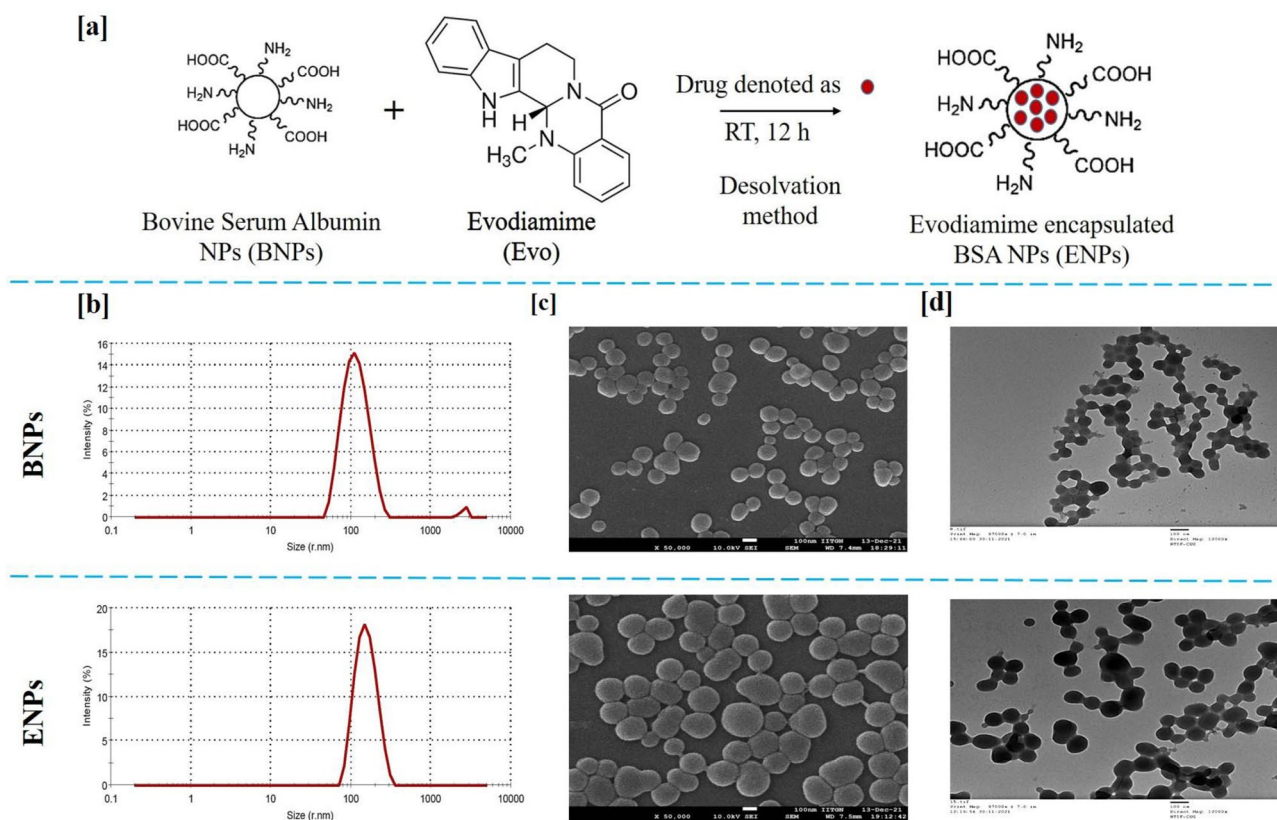 [a]
HOOC
NH2
COOH
H2N
NH2
HOOC
COOH
H2N
+
N
O
N
H
H
N
H3C
Drug denoted as
RT, 12 h
Desolvation
method
NH2
HOOC
COOH
H2N
NH2
HOOC
COOH
H2N
Bovine Serum Albumin
NPs (BNPs)
Evodiamime
(Evo)
Evodiamime encapsulated
BSA NPs (ENPs)
[b]
[c]
[d]
BNPs
Intensity (%)
16
14
12
10
8
6
4
2
0
0.1 1 10 100 1000 10000
Size (r.nm)
100nm IITGN 13-Dec-21
X 50,000 10.0kV SEI SEM WD 7.4mm 18:29:11
100 nm
ENPs
Intensity (%)
20
15
10
5
0
0.1 1 10 100 1000 10000
Size (r.nm)
100nm IITGN 13-Dec-21
X 50,000 10.0kV SEI SEM WD 7.5mm 19:12:42
100 nm